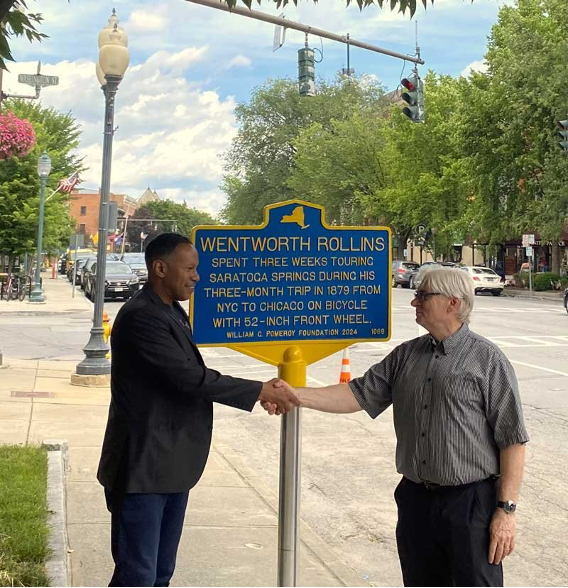 WENTWORTH ROLLINS
SPENT THREE WEEKS TOURING
SARATOGA SPRINGS DURING HIS
THREE-MONTH TRIP IN 1879 FROM
NYC TO CHICAGO ON BICYCLE
WITH 52-INCH FRONT WHEEL.
WILLIAM G. POMEROY FOUNDATION 2024 1069